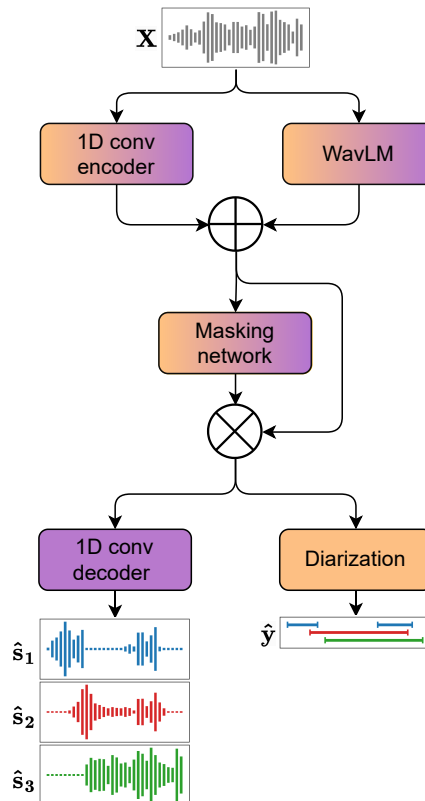 X
1D conv
encoder
WavLM
Masking
network
1D conv
decoder
Diarization
ŝ₁
ŷ
ŝ₂
ŝ₃